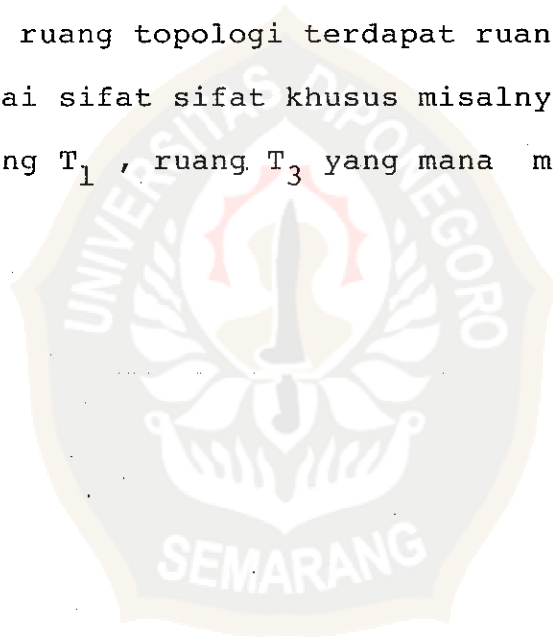 ruang topologi terdapat ruan
ai sifat sifat khusus misalny
ng T₁ , ruang T₃ yang mana m
UNIVERSITAS DIPONEGORO
SEMARANG